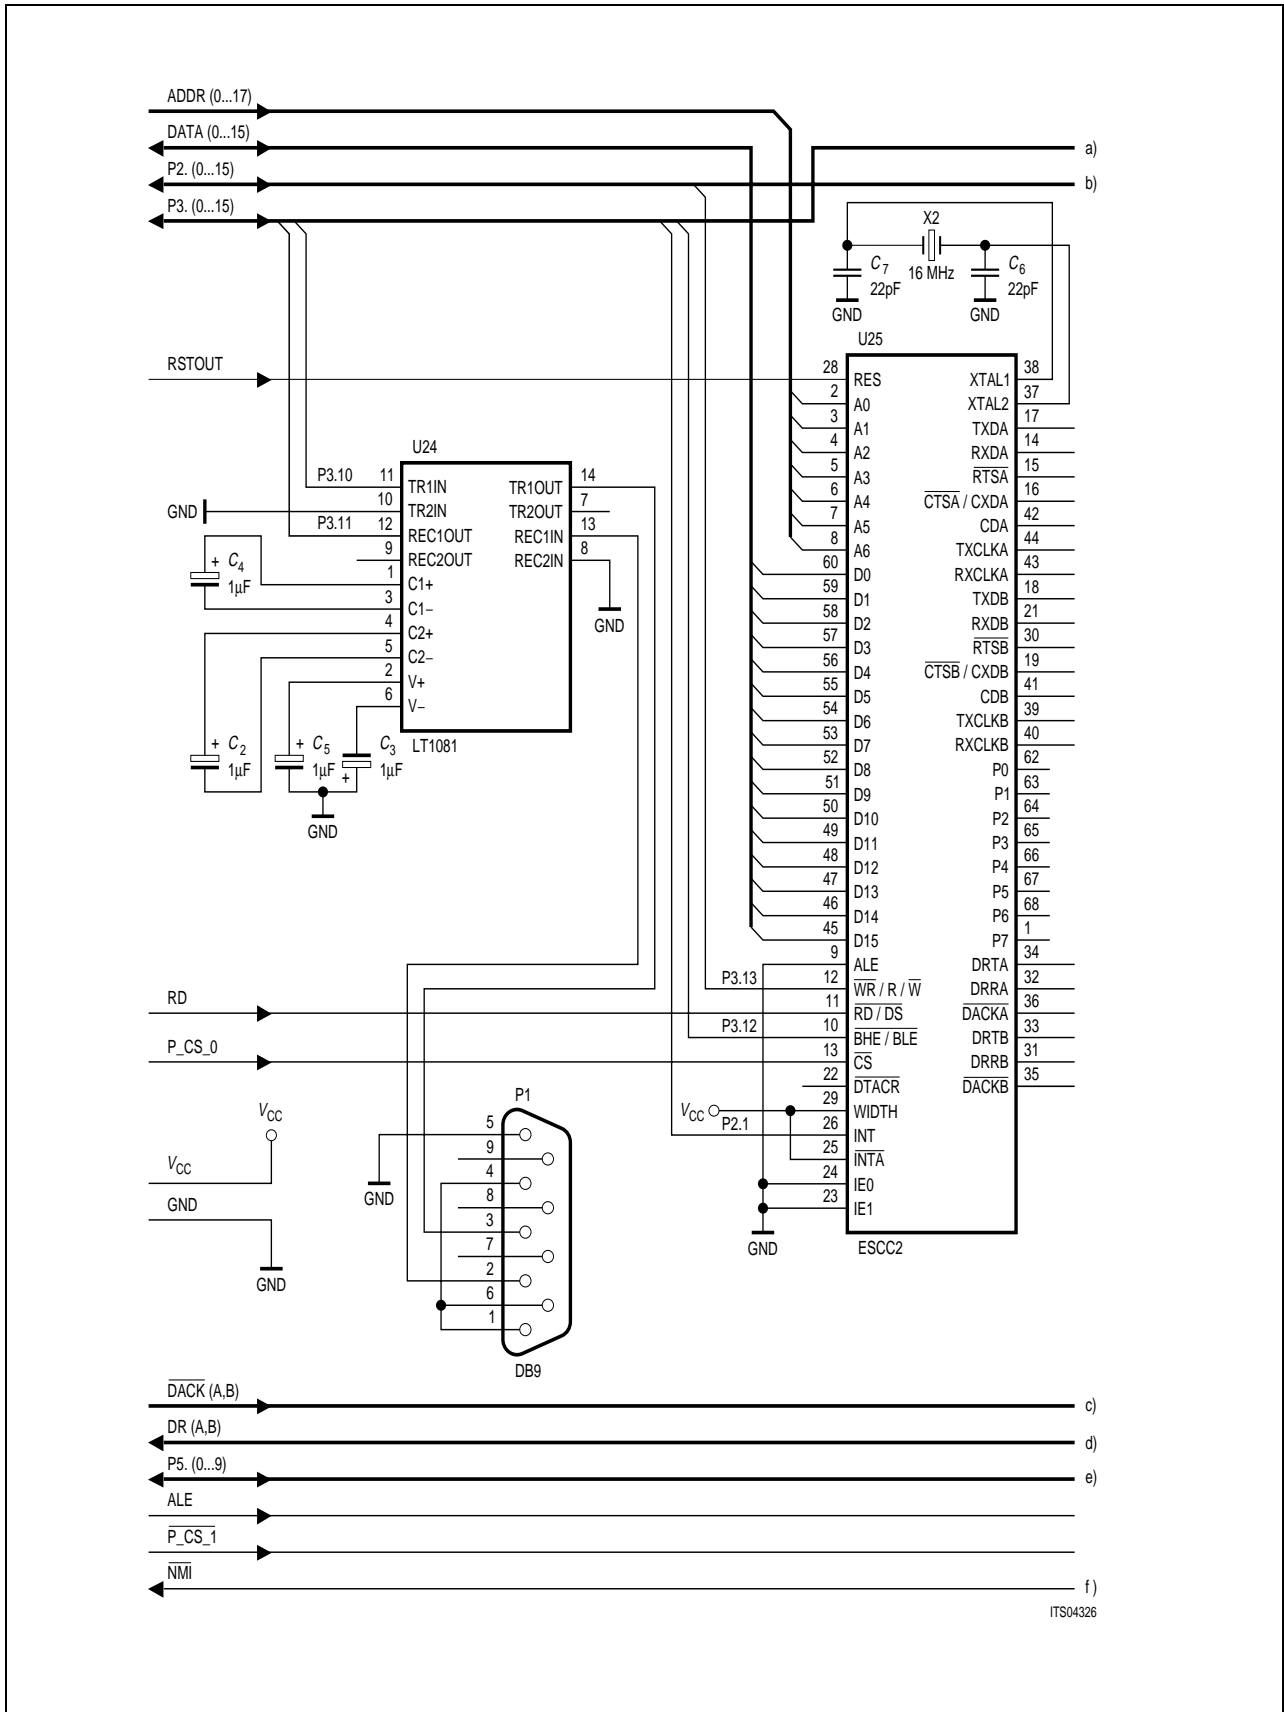 ADDR (0...17)
DATA (0...15)
a)
P2. (0...15)
b)
P3. (0...15)
X2
C7
22pF
16 MHz
C6
22pF
GND
GND
U25
RSTOUT
28 RES XTAL1 38
2 A0 XTAL2 37
3 A1 TXDA 17
4 A2 RXDA 14
5 A3 RTSA 15
6 A4 CTSA / CXDA 16
7 A5 CDA 42
8 A6 TXCLKA 44
60 D0 RXCLKA 43
59 D1 TXDB 18
58 D2 RXDB 21
57 D3 RTSB 30
56 D4 CTSB / CXDB 19
55 D5 CDB 41
54 D6 TXCLKB 39
53 D7 RXCLKB 40
52 D8 P0 62
51 D9 P1 63
50 D10 P2 64
49 D11 P3 65
48 D12 P4 66
47 D13 P5 67
46 D14 P6 68
45 D15 P7 1
9 ALE DRTA 34
P3.13 12 WR / R / W DRRA 32
11 RD / DS DACKA 36
P3.12 10 BHE / BLE DRTB 33
13 CS DRRB 31
22 DTACR DACKB 35
VCC 29 WIDTH
P2.1 26 INT
25 INTA
24 IE0
23 IE1
GND
ESCC2
U24
P3.10 11 TR1IN TR1OUT 14
GND 10 TR2IN TR2OUT 7
P3.11 12 REC1OUT REC1IN 13
9 REC2OUT REC2IN 8
1 C1+
3 C1−
4 C2+
5 C2−
2 V+
6 V−
LT1081
GND
+ C4
1µF
+ C2
1µF
+ C5
1µF
C3
1µF
+
GND
RD
P_CS_0
VCC
VCC
GND
GND
P1
5
9
4
8
3
7
2
6
1
GND
DB9
DACK (A,B)
c)
DR (A,B)
d)
P5. (0...9)
e)
ALE
P_CS_1
NMI
f )
ITS04326